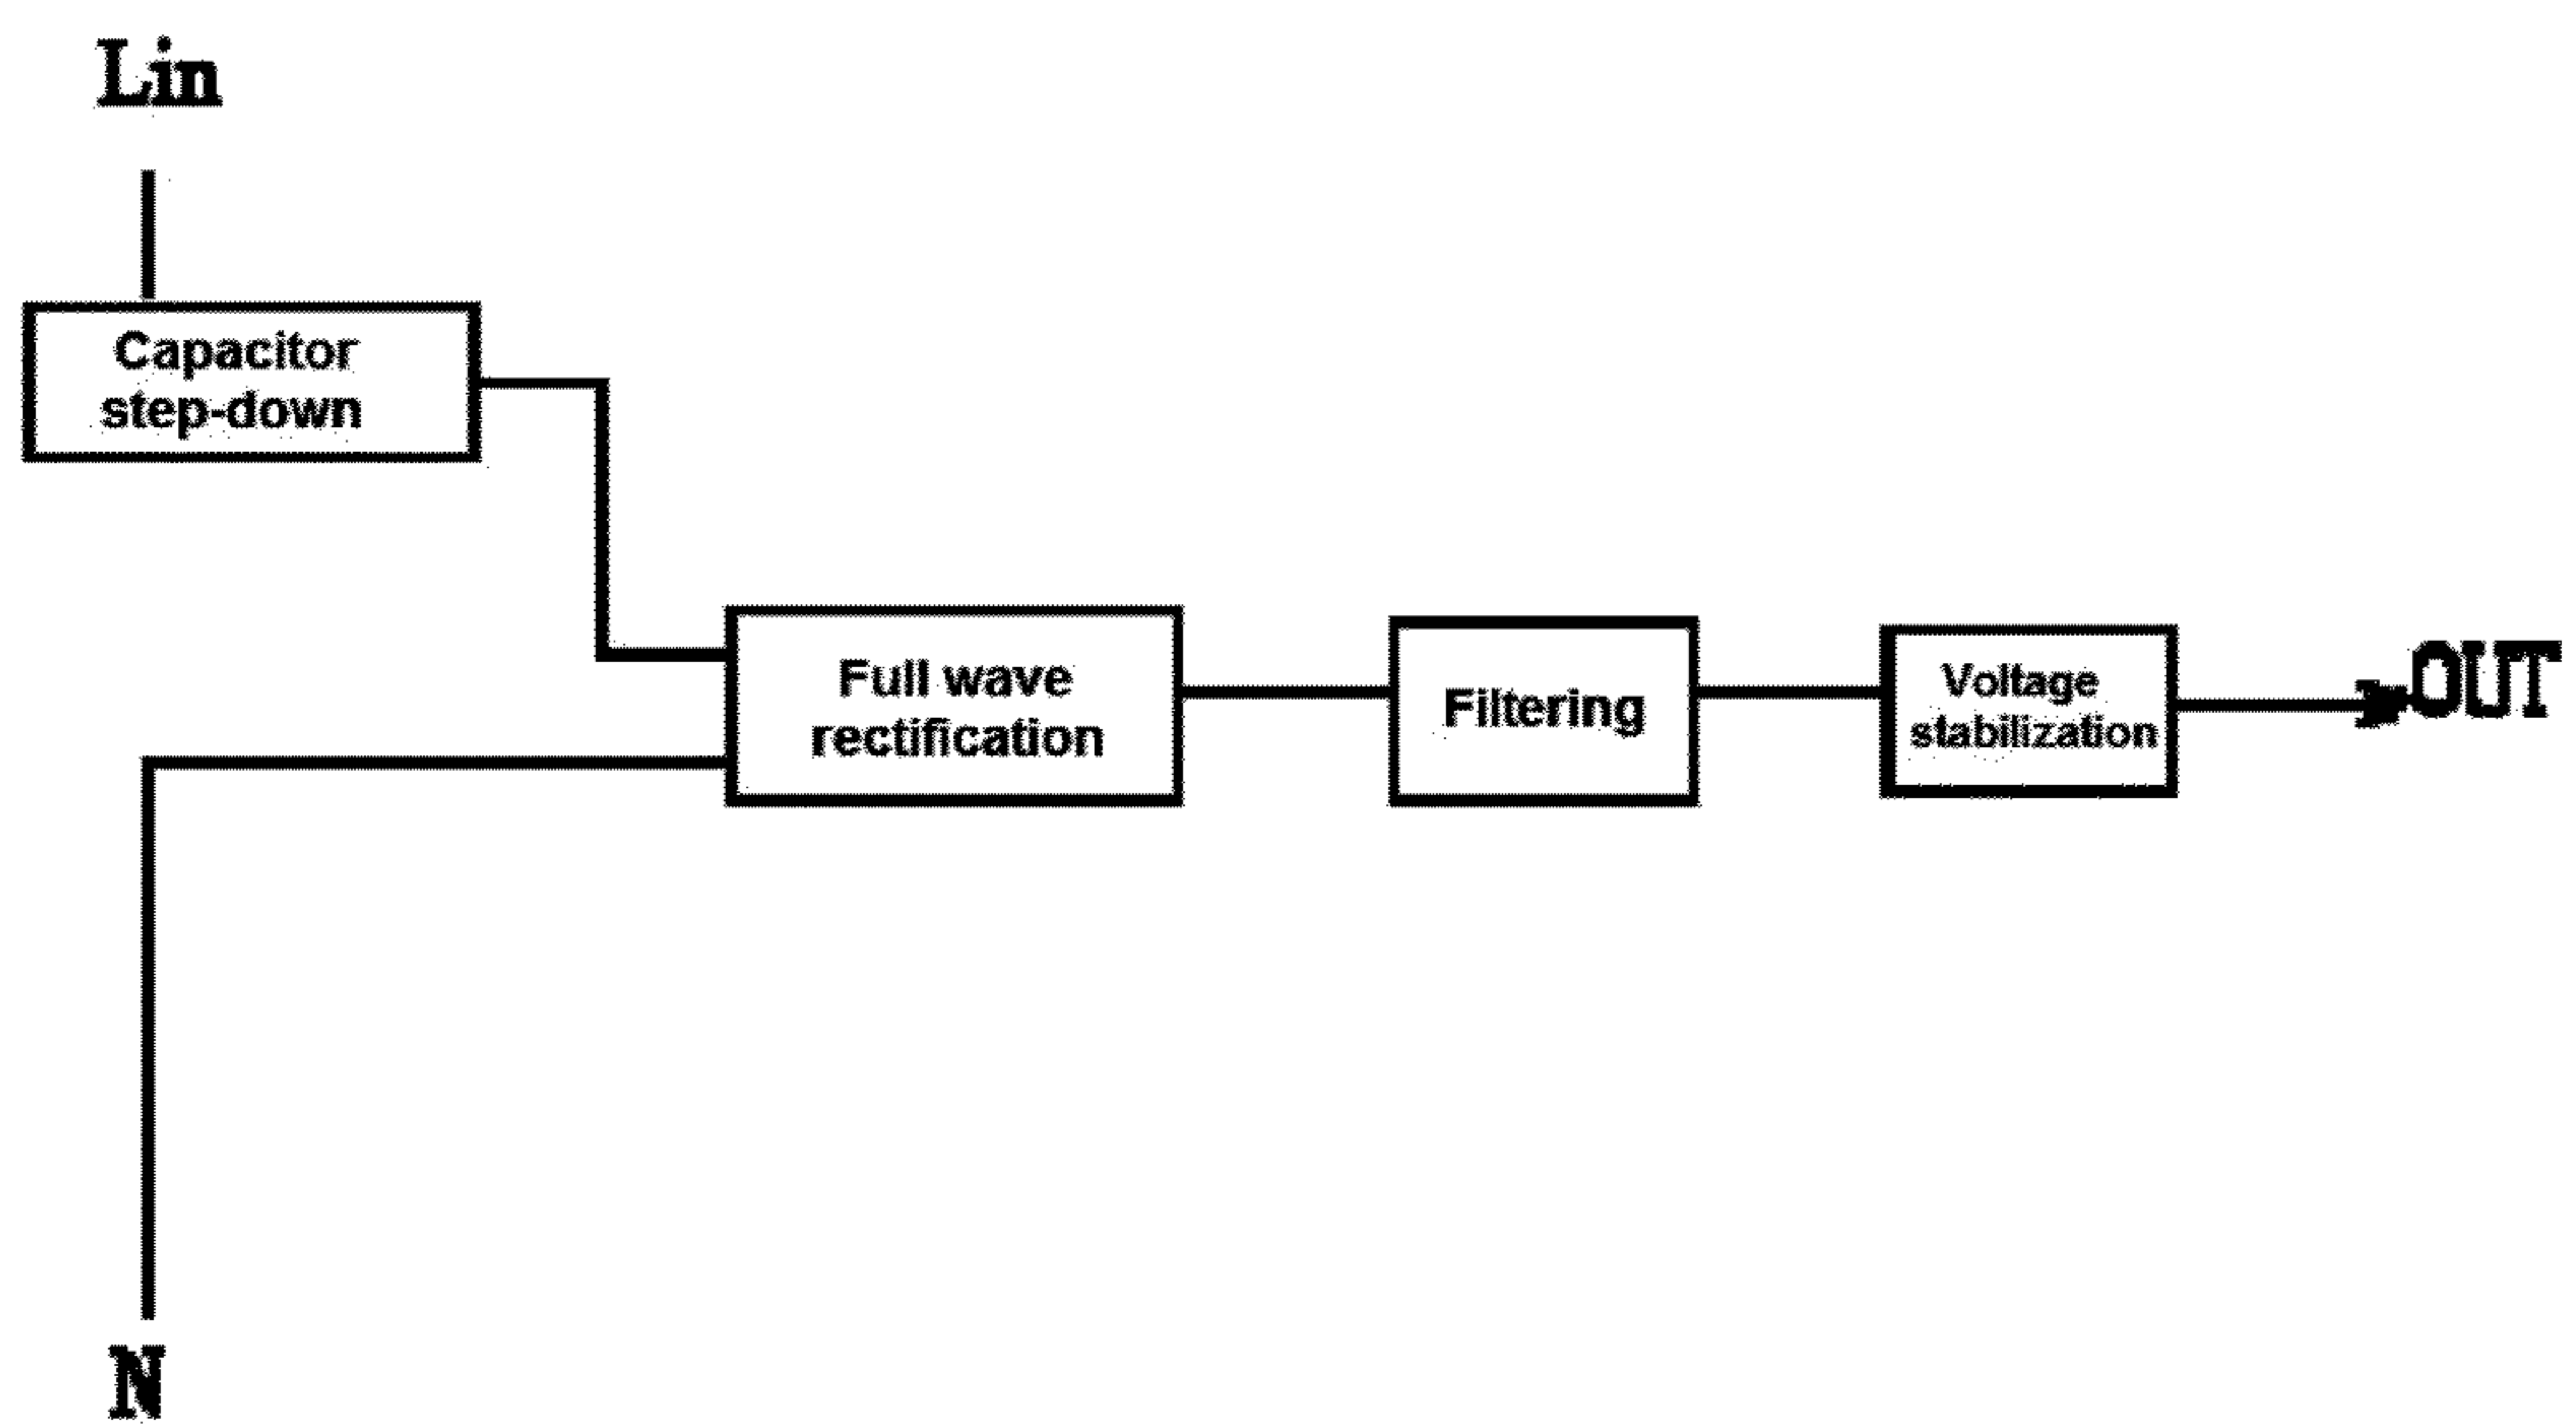 Lin
Capacitor
step-down
Full wave
rectification
Filtering
Voltage
stabilization
OUT
N